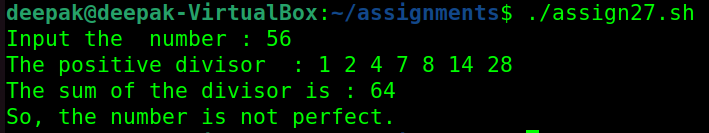 deepak@deepak-VirtualBox:~/assignments$ ./assign27.sh
Input the  number : 56
The positive divisor  : 1 2 4 7 8 14 28
The sum of the divisor is : 64
So, the number is not perfect.